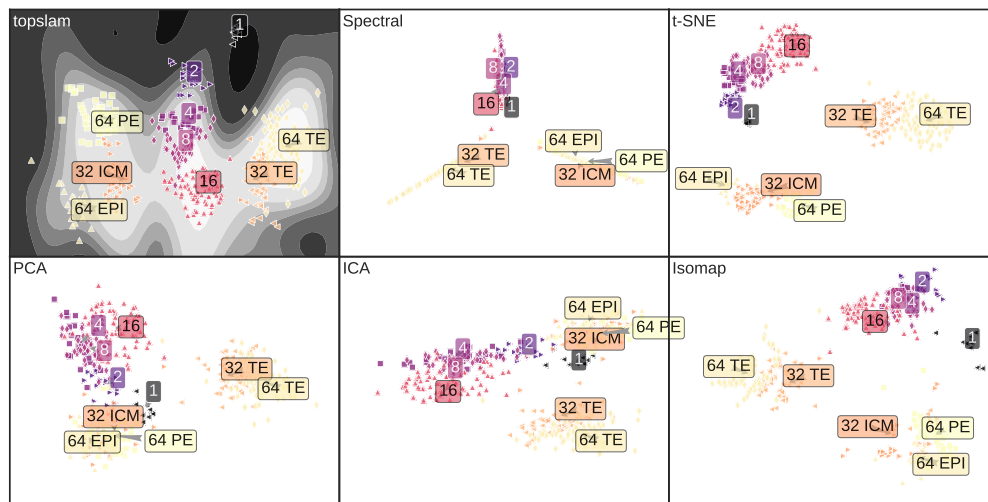 topslam
1
2
64 PE
4
8
64 TE
32 ICM
32 TE
16
64 EPI
Spectral
8
2
4
16
1
64 EPI
32 TE
64 PE
64 TE
32 ICM
t-SNE
16
8
4
2
1
32 TE
64 TE
64 EPI
32 ICM
64 PE
PCA
4
16
8
2
1
32 TE
64 TE
32 ICM
64 EPI
64 PE
ICA
64 EPI
64 PE
32 ICM
4
2
8
1
16
32 TE
64 TE
Isomap
2
8
4
16
1
64 TE
32 TE
32 ICM
64 PE
64 EPI